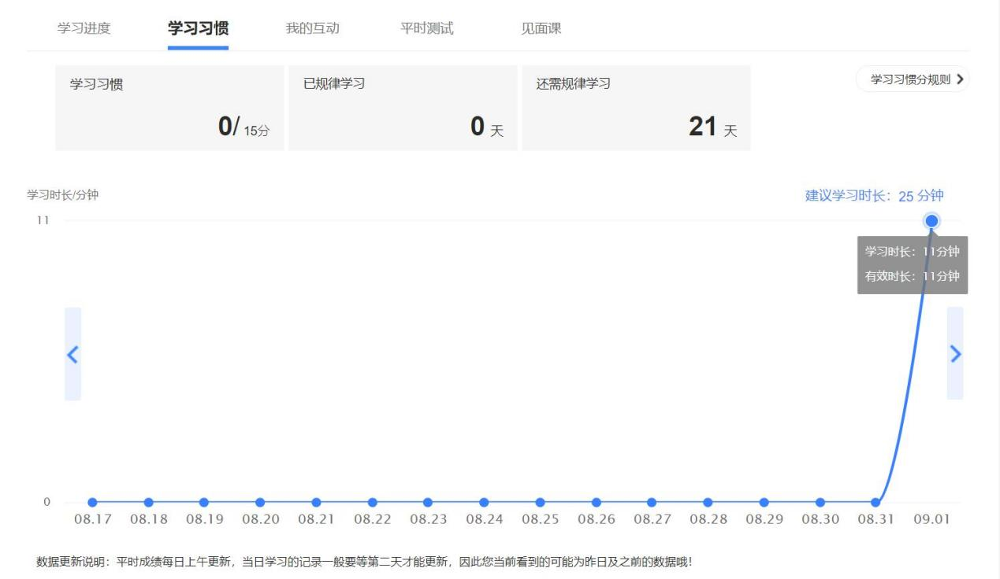 学习进度 学习习惯 我的互动 平时测试 见面课
学习习惯 已规律学习 还需规律学习 学习习惯分规则
0/ 15分 0 天 21 天
学习时长/分钟 建议学习时长：25 分钟
11
学习时长：11分钟
有效时长：11分钟
0
08.17 08.18 08.19 08.20 08.21 08.22 08.23 08.24 08.25 08.26 08.27 08.28 08.29 08.30 08.31 09.01
数据更新说明：平时成绩每日上午更新，当日学习的记录一般要等第二天才能更新，因此您当前看到的可能为昨日及之前的数据哦！